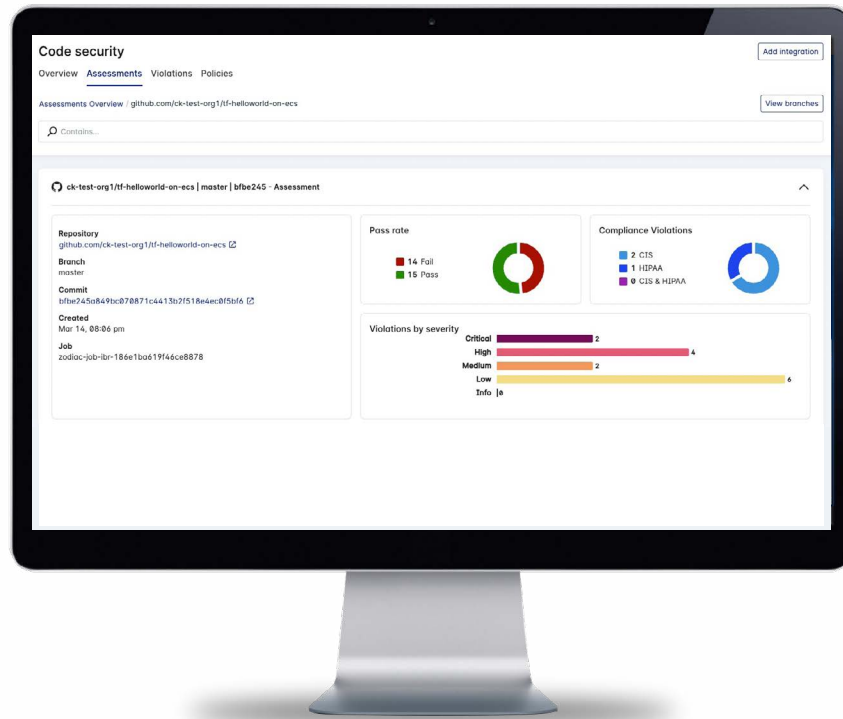 Code security
Add integration
Overview Assessments Violations Policies
Assessments Overview / github.com/ck-test-org1/tf-helloworld-on-ecs
View branches
Contains...
ck-test-org1/tf-helloworld-on-ecs | master | bfbe245 - Assessment
Repository
github.com/ck-test-org1/tf-helloworld-on-ecs
Branch
master
Commit
bfbe245a849bc070871c4413b2f518e4ec0f5bf6
Created
Mar 14, 08:06 pm
Job
zodiac-job-ibr-186e1ba619f46ce8878
Pass rate
14 Fail
15 Pass
Compliance Violations
2 CIS
1 HIPAA
0 CIS & HIPAA
Violations by severity
Critical 2
High 4
Medium 2
Low 6
Info 0